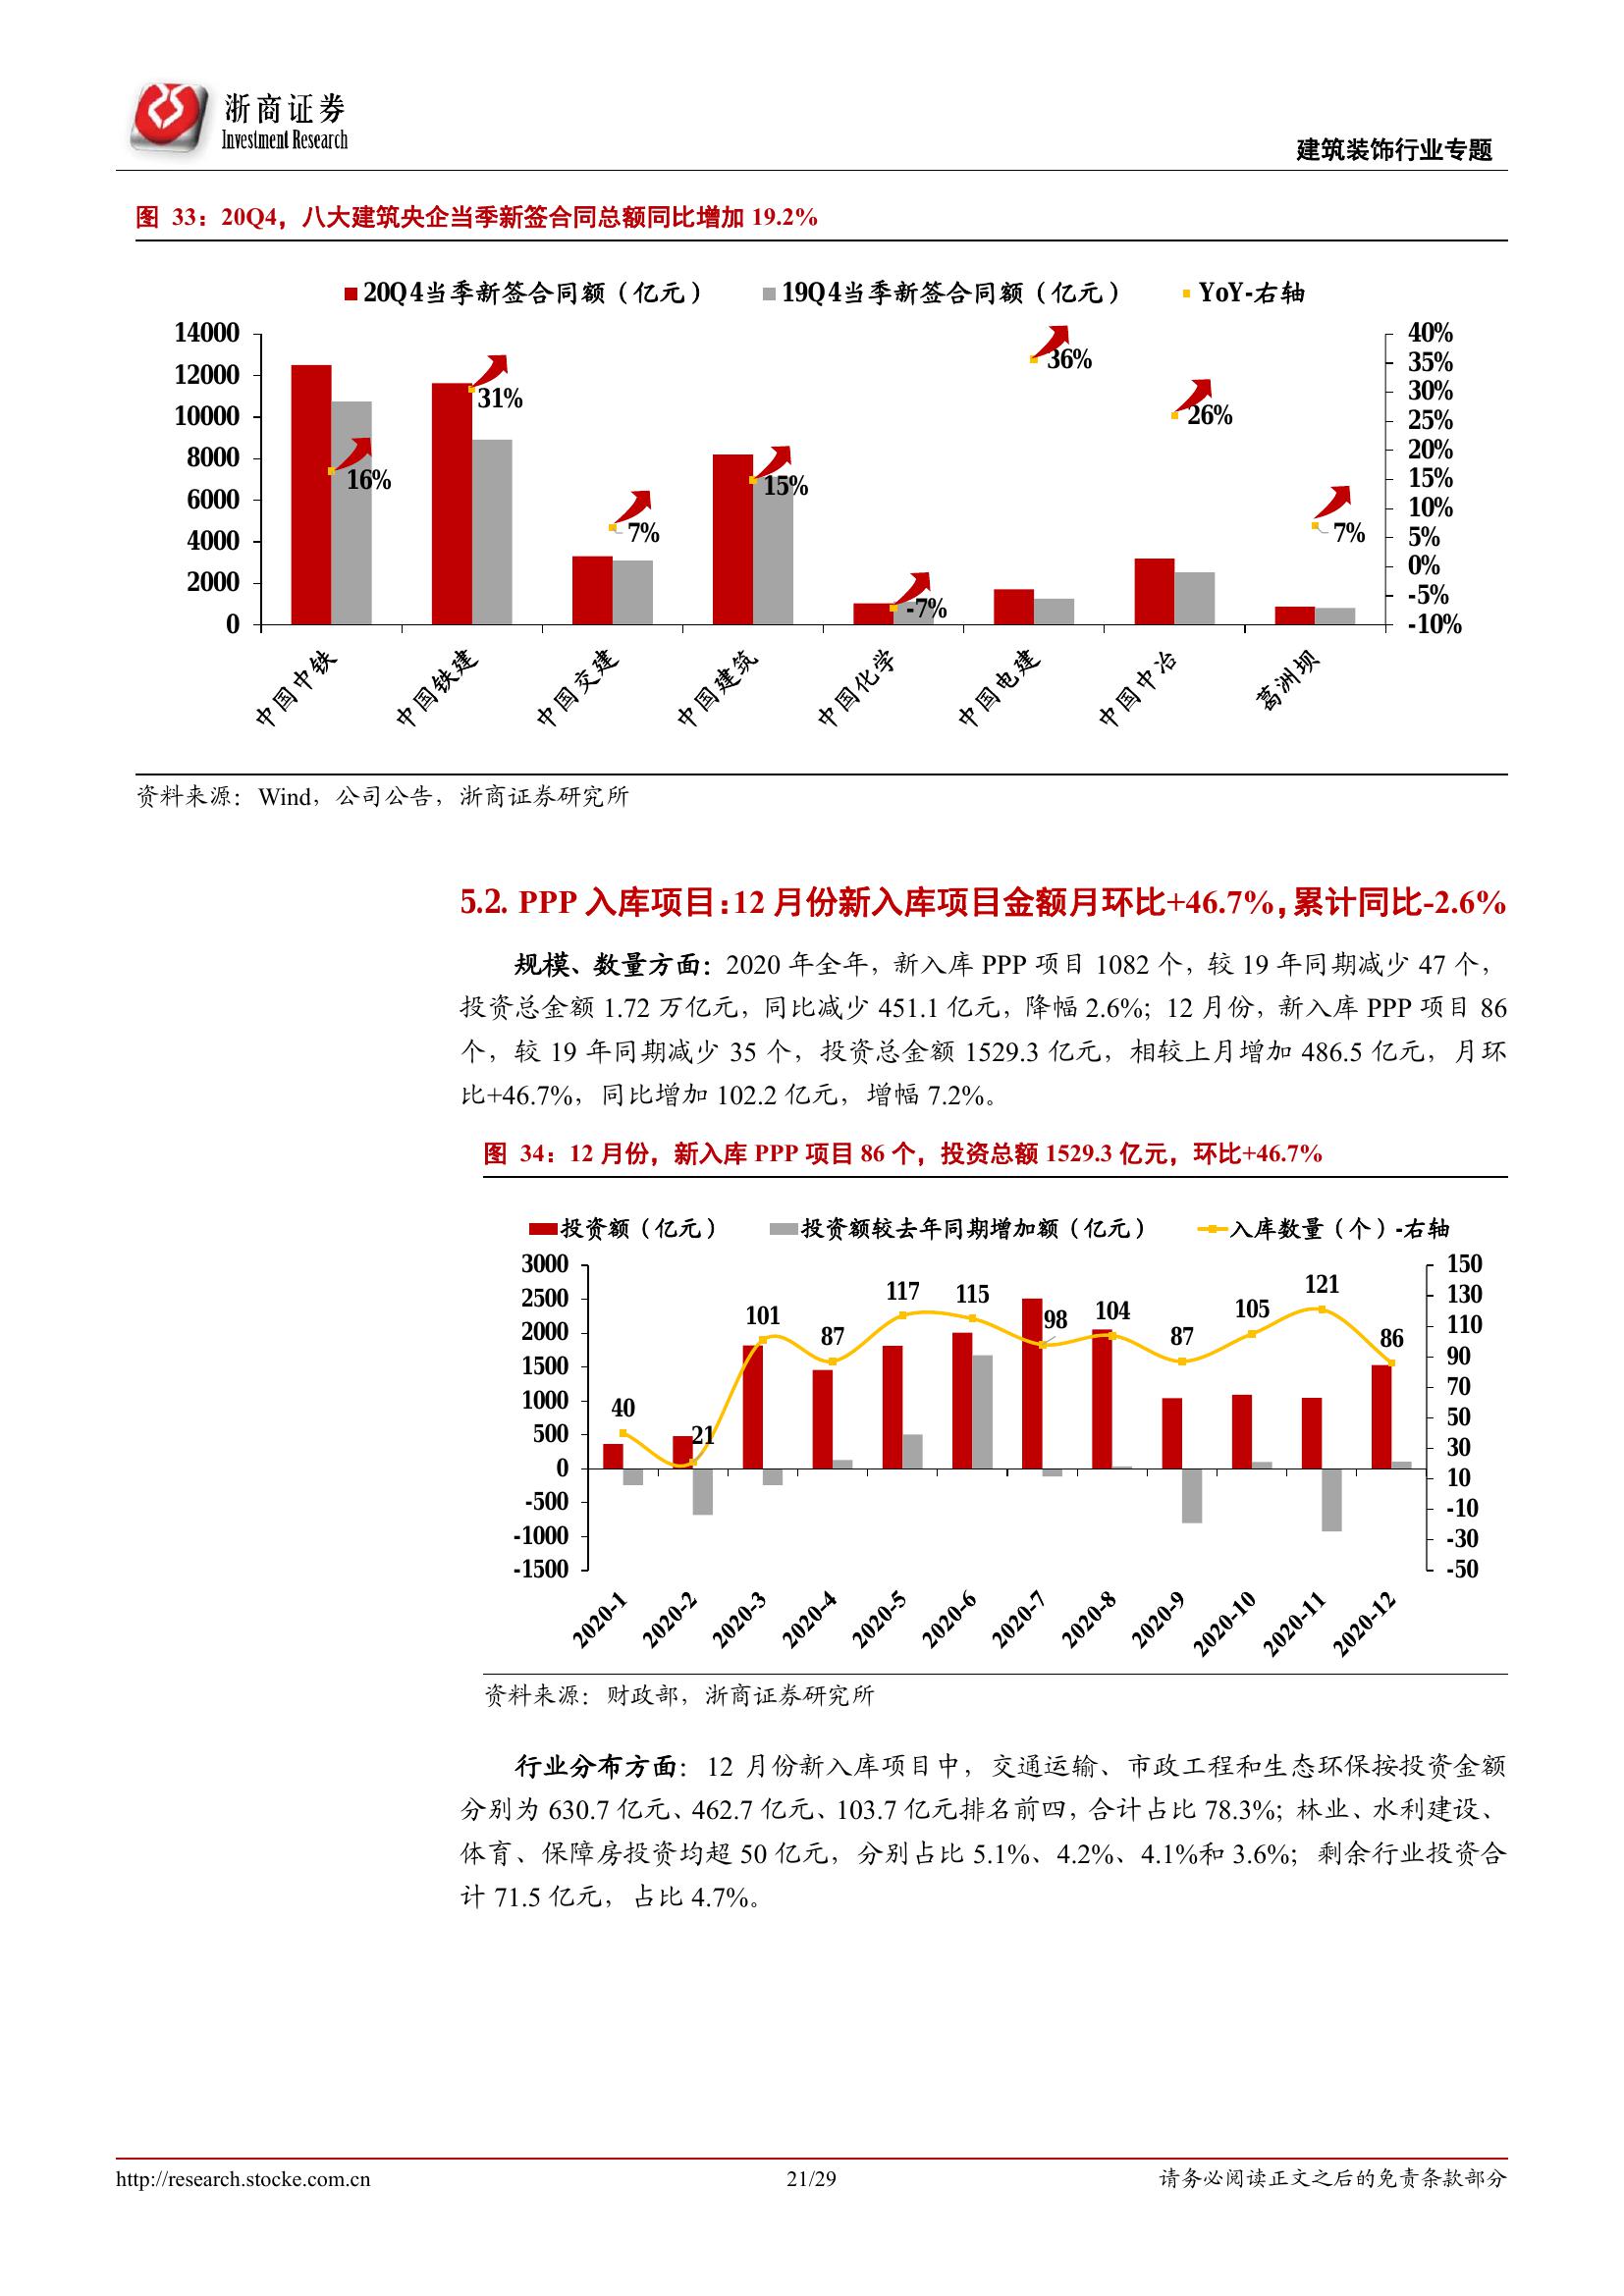 浙商证券
Investment Research
建筑装饰行业专题
图 33：20Q4，八大建筑央企当季新签合同总额同比增加 19.2%
20Q4当季新签合同额（亿元） 19Q4当季新签合同额（亿元） YoY-右轴
14000
12000
10000
8000
6000
4000
2000
0
16%
31%
7%
15%
-7%
36%
26%
7%
40%
35%
30%
25%
20%
15%
10%
5%
0%
-5%
-10%
中国中铁
中国铁建
中国交建
中国建筑
中国化学
中国电建
中国中冶
葛洲坝
资料来源：Wind，公司公告，浙商证券研究所
5.2. PPP 入库项目：12 月份新入库项目金额月环比+46.7%，累计同比-2.6%
规模、数量方面：2020 年全年，新入库 PPP 项目 1082 个，较 19 年同期减少 47 个，
投资总金额 1.72 万亿元，同比减少 451.1 亿元，降幅 2.6%；12 月份，新入库 PPP 项目 86
个，较 19 年同期减少 35 个，投资总金额 1529.3 亿元，相较上月增加 486.5 亿元，月环
比+46.7%，同比增加 102.2 亿元，增幅 7.2%。
图 34：12 月份，新入库 PPP 项目 86 个，投资总额 1529.3 亿元，环比+46.7%
投资额（亿元） 投资额较去年同期增加额（亿元） 入库数量（个）-右轴
3000
2500
2000
1500
1000
500
0
-500
-1000
-1500
40
21
101
87
117
115
98
104
87
105
121
86
150
130
110
90
70
50
30
10
-10
-30
-50
2020-1
2020-2
2020-3
2020-4
2020-5
2020-6
2020-7
2020-8
2020-9
2020-10
2020-11
2020-12
资料来源：财政部，浙商证券研究所
行业分布方面：12 月份新入库项目中，交通运输、市政工程和生态环保按投资金额
分别为 630.7 亿元、462.7 亿元、103.7 亿元排名前四，合计占比 78.3%；林业、水利建设、
体育、保障房投资均超 50 亿元，分别占比 5.1%、4.2%、4.1%和 3.6%；剩余行业投资合
计 71.5 亿元，占比 4.7%。
http://research.stocke.com.cn 21/29 请务必阅读正文之后的免责条款部分